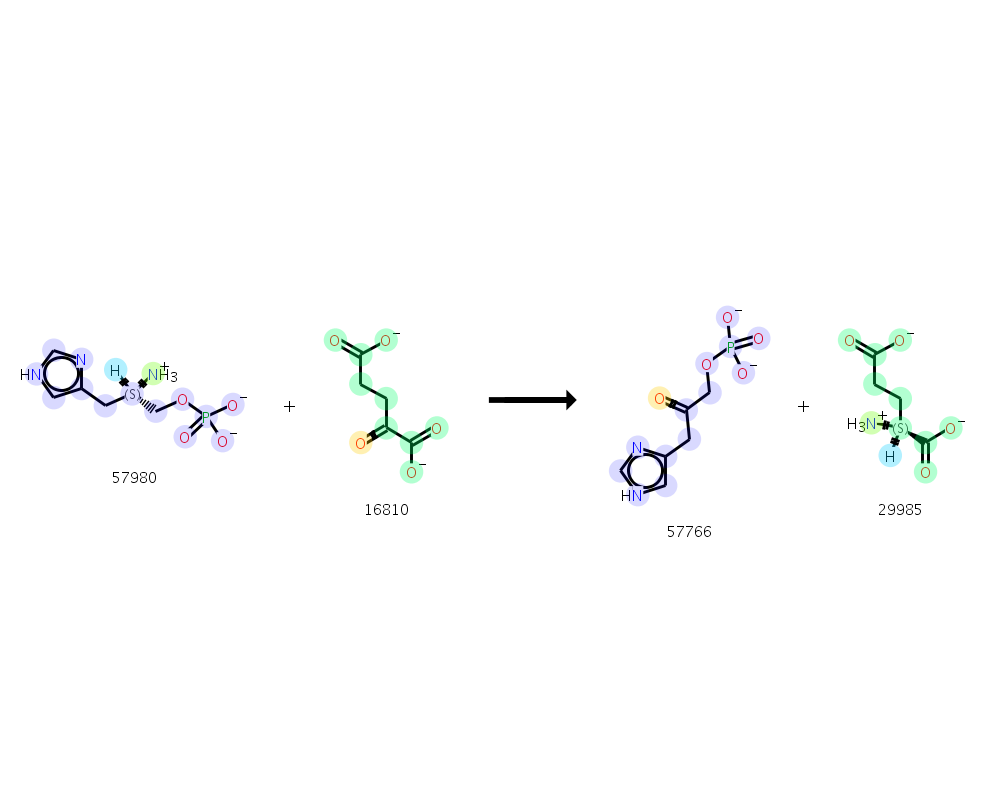 HN N H (S) NH3 + O P O O − O −
57980
+
O O − O O O −
16810
O − P O O O − O N HN
57766
+
O O − H3N + (S) H O − O
29985